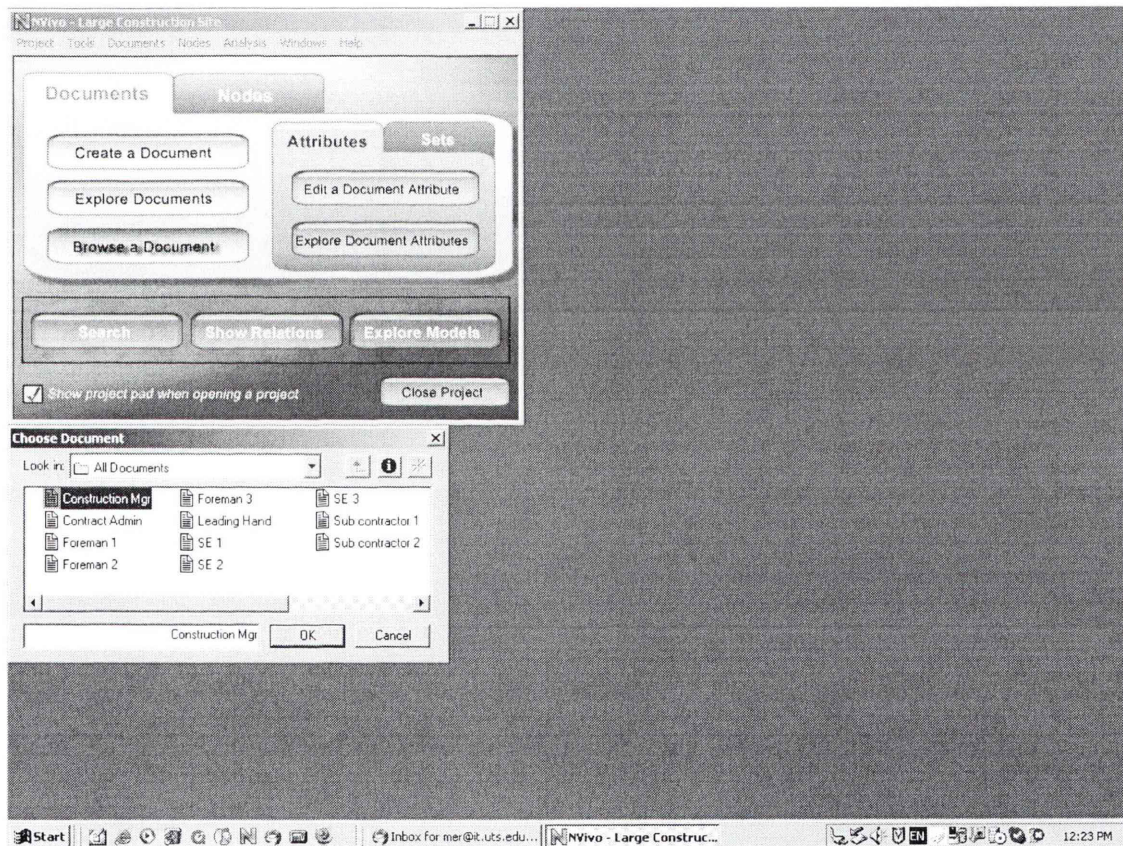 NVivo - Large Construction Site
Project Tools Documents Nodes Analysis Windows Help
Documents
Nodes
Create a Document
Explore Documents
Browse a Document
Attributes
Sets
Edit a Document Attribute
Explore Document Attributes
Search
Show Relations
Explore Models
Show project pad when opening a project
Close Project
Choose Document
Look in: All Documents
Construction Mgr
Contract Admin
Foreman 1
Foreman 2
Foreman 3
Leading Hand
SE 1
SE 2
SE 3
Sub contractor 1
Sub contractor 2
Construction Mgr
OK
Cancel
Start
Inbox for mer@it.uts.edu...
NVivo - Large Construc...
EN
12:23 PM